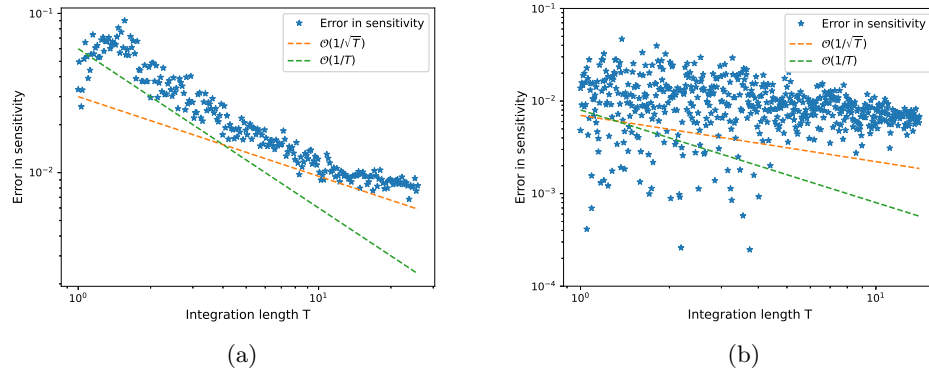 10⁻¹
10⁻²
Error in sensitivity
10⁰
10¹
Integration length T
Error in sensitivity
𝒪(1/√T)
𝒪(1/T)
(a)
10⁻¹
10⁻²
10⁻³
10⁻⁴
Error in sensitivity
10⁰
10¹
Integration length T
Error in sensitivity
𝒪(1/√T)
𝒪(1/T)
(b)